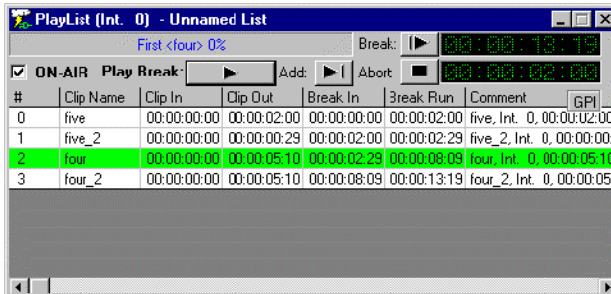 PlayList (Int. 0) - Unnamed List
First <four> 0% Break: 00:00:13:19
ON-AIR Play Break: Add: Abort 00:00:02:00
# Clip Name Clip In Clip Out Break In Break Run Comment GPI
0 five 00:00:00:00 00:00:02:00 00:00:00:00 00:00:02:00 five, Int. 0, 00:00:02:00
1 five_2 00:00:00:00 00:00:00:29 00:00:02:00 00:00:02:29 five_2, Int. 0, 00:00:00
2 four 00:00:00:00 00:00:05:10 00:00:02:29 00:00:08:09 four, Int. 0, 00:00:05:10
3 four_2 00:00:00:00 00:00:05:10 00:00:08:09 00:00:13:19 four_2, Int. 0, 00:00:05